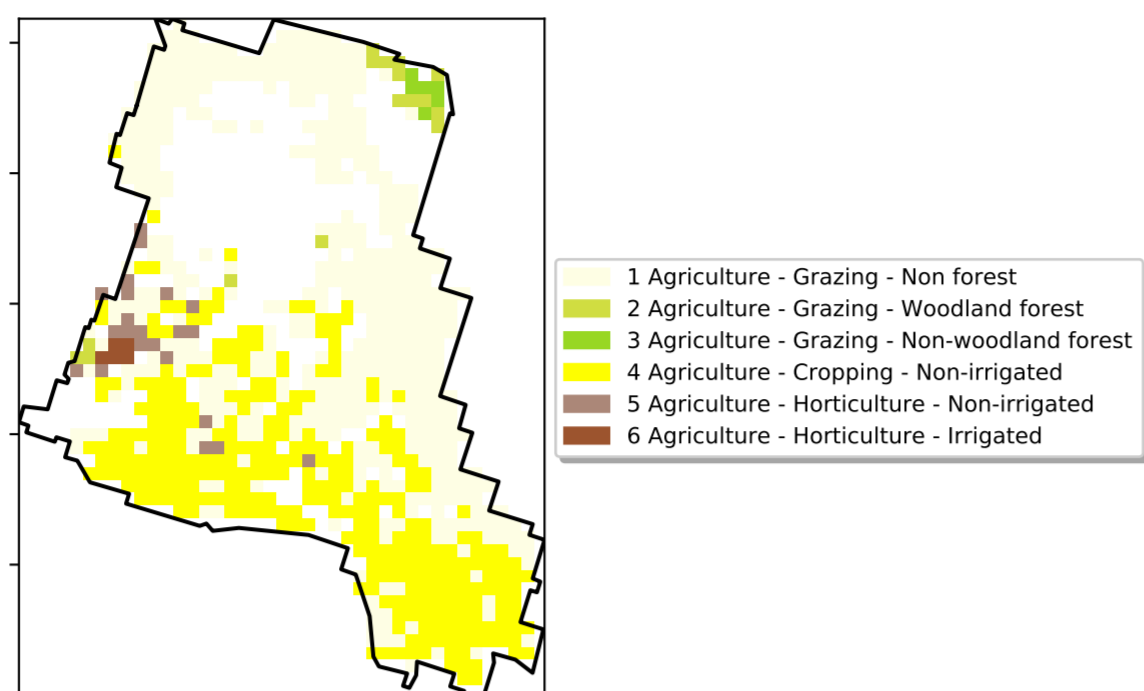 1 Agriculture - Grazing - Non forest
2 Agriculture - Grazing - Woodland forest
3 Agriculture - Grazing - Non-woodland forest
4 Agriculture - Cropping - Non-irrigated
5 Agriculture - Horticulture - Non-irrigated
6 Agriculture - Horticulture - Irrigated